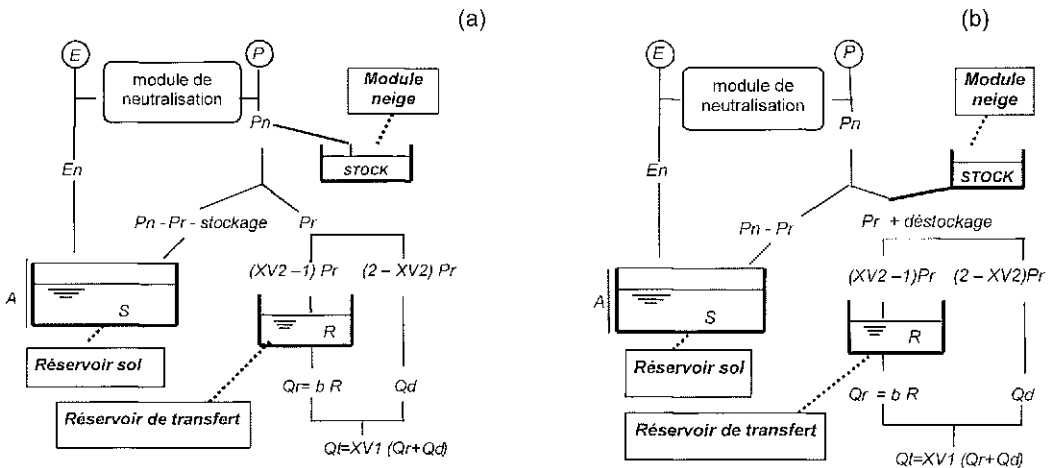 (a)
E
P
module de
neutralisation
Module
neige
Pn
STOCK
En
Pn - Pr - stockage
Pr
(XV2 –1) Pr
(2 – XV2) Pr
A
S
R
Réservoir sol
Qr= b R
Qd
Réservoir de transfert
Qt=XV1 (Qr+Qd)
(b)
E
P
module de
neutralisation
Module
neige
Pn
STOCK
En
Pn - Pr
Pr + déstockage
(XV2 –1)Pr
(2 – XV2)Pr
A
S
R
Réservoir sol
Qr = b R
Qd
Réservoir de transfert
Qt=XV1 (Qr+Qd)